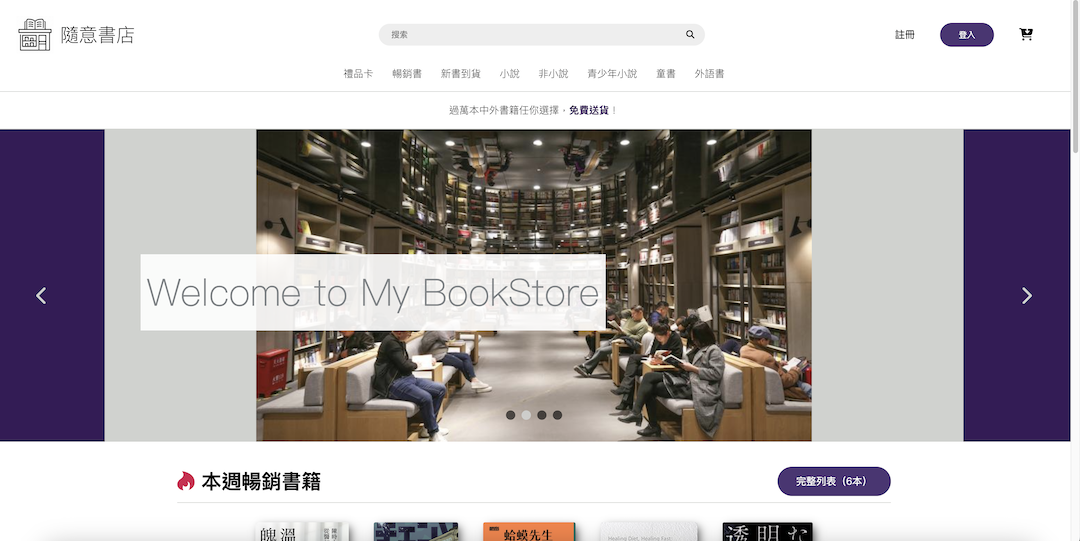 隨意書店
搜索
註冊
登入
禮品卡 暢銷書 新書到貨 小說 非小說 青少年小說 童書 外語書
過萬本中外書籍任你選擇，免費送貨！
Welcome to My BookStore
本週暢銷書籍
完整列表（6本）
魄溫
蛤蟆先生
Healing Diet, Healing Fast:
透明な